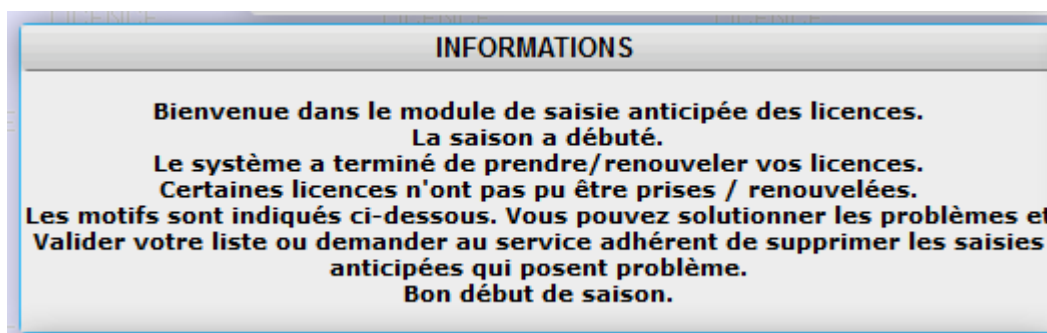 LICENCE LICENCE LICENCE
INFORMATIONS
Bienvenue dans le module de saisie anticipée des licences.
La saison a débuté.
Le système a terminé de prendre/renouveler vos licences.
Certaines licences n'ont pas pu être prises / renouvelées.
Les motifs sont indiqués ci-dessous. Vous pouvez solutionner les problèmes et
Valider votre liste ou demander au service adhérent de supprimer les saisies
anticipées qui posent problème.
Bon début de saison.